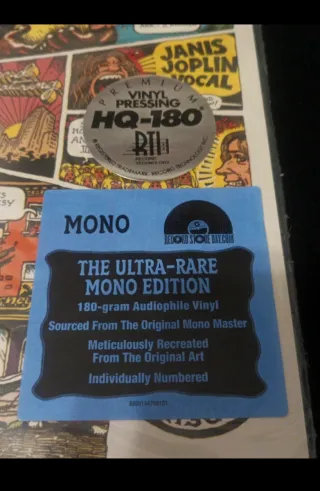 JANIS
JOPLIN
VOCAL
PREMIUM
VINYL
PRESSING
HQ-180
RTI
MONO
RECORD STORE DAY.COM
THE ULTRA-RARE
MONO EDITION
180-gram Audiophile Vinyl
Sourced From The Original Mono Master
Meticulously Recreated
From The Original Art
Individually Numbered